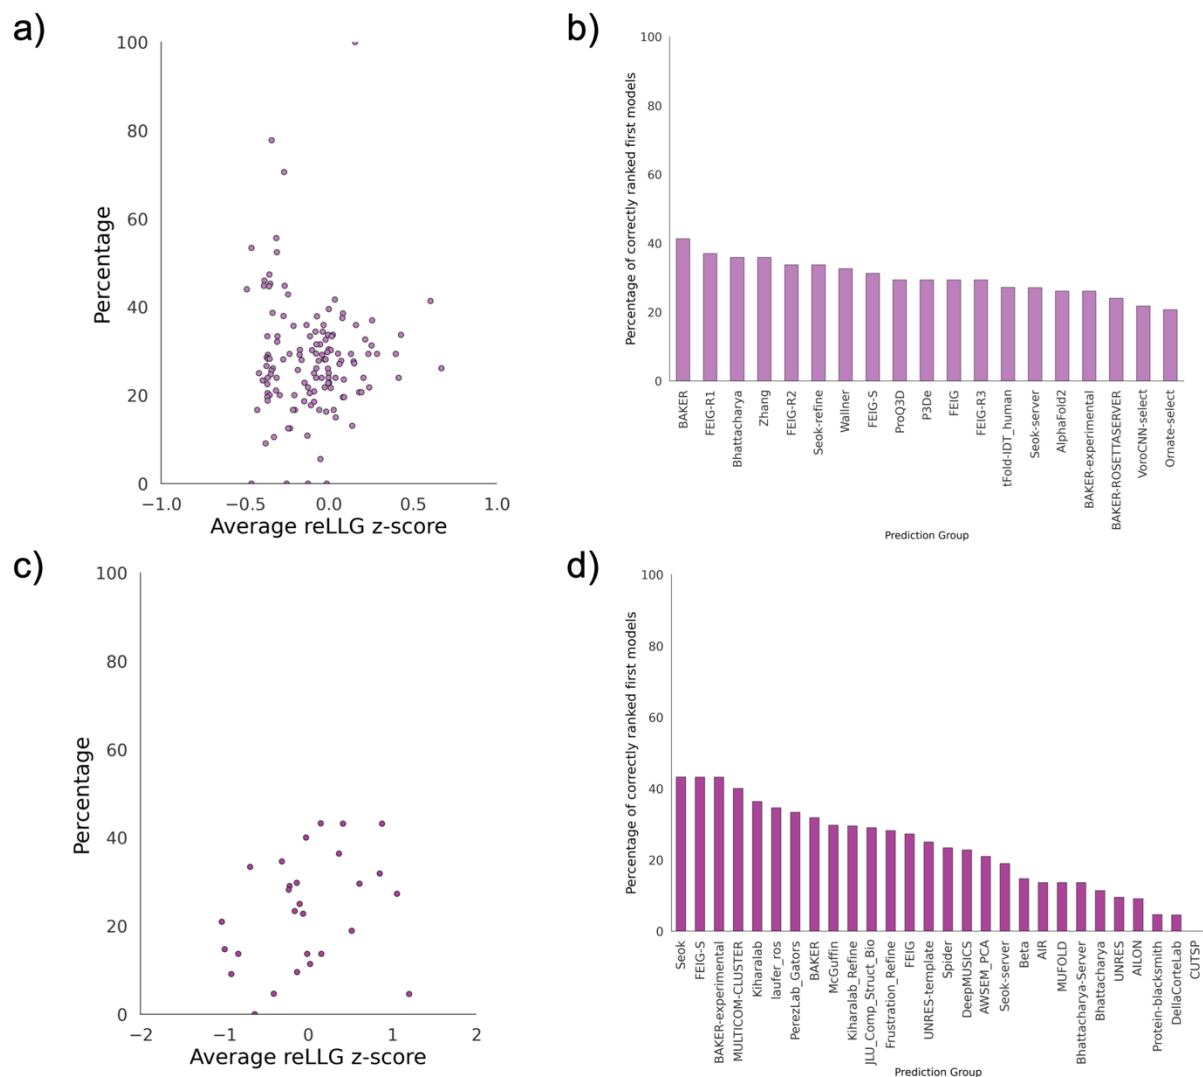 a)
100
80
60
40
20
0
Percentage
−1.0 −0.5 0.0 0.5 1.0
Average reLLG z-score
b)
100
80
60
40
20
0
Percentage of correctly ranked first models
BAKER
FEIG-R1
Bhattacharya
Zhang
FEIG-R2
Seok-refine
Wallner
FEIG-S
ProQ3D
P3De
FEIG
FEIG-R3
tFold-IDT_human
Seok-server
AlphaFold2
BAKER-experimental
BAKER-ROSETTASERVER
VoroCNN-select
Ornate-select
Prediction Group
c)
100
80
60
40
20
0
Percentage
−2 −1 0 1 2
Average reLLG z-score
d)
100
80
60
40
20
0
Percentage of correctly ranked first models
Seok
FEIG-S
BAKER-experimental
MULTICOM-CLUSTER
Kiharalab
laufer_ros
PerezLab_Gators
BAKER
McGuffin
Kiharalab_Refine
JLU_Comp_Struct_Bio
Frustration_Refine
FEIG
UNRES-template
Spider
DeepMUSICS
AWSEM_PCA
Seok-server
Beta
AIR
MUFOLD
Bhattacharya-Server
Bhattacharya
UNRES
AILON
Protein-blacksmith
DellaCorteLab
CUTSP
Prediction Group